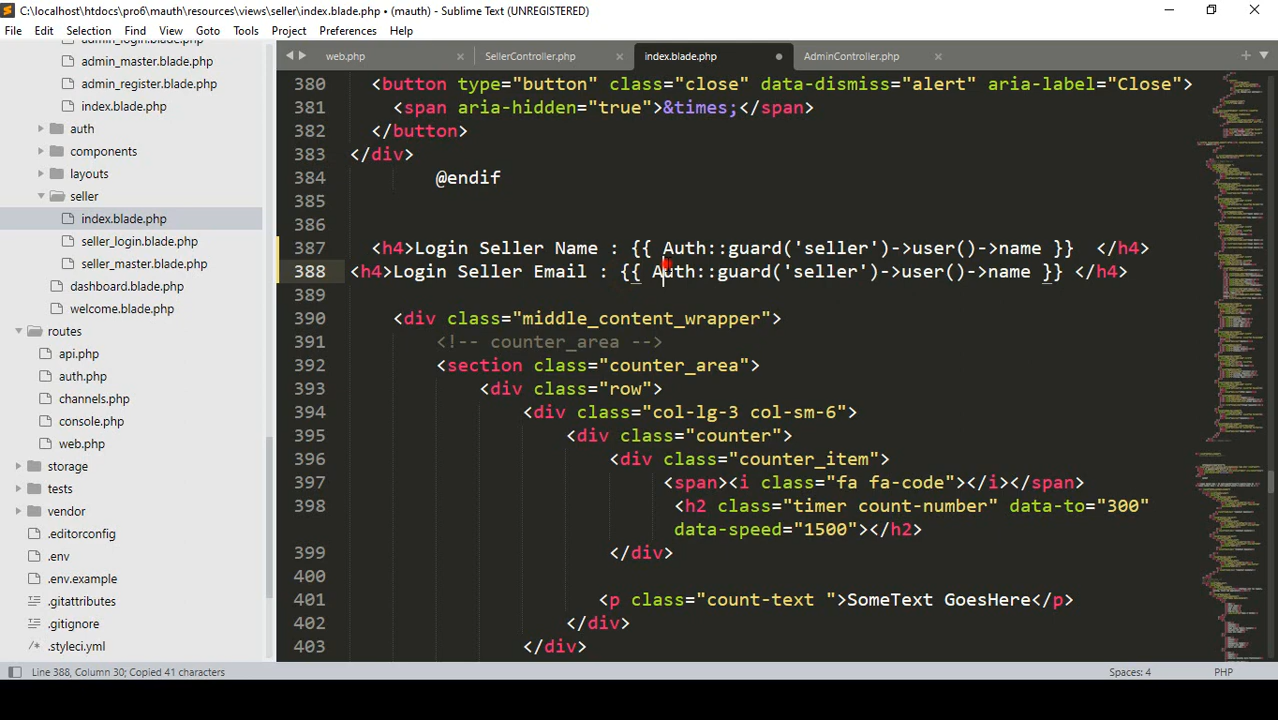 C:\localhost\htdocs\pro6\mauth\resources\views\seller\index.blade.php • (mauth) - Sublime Text (UNREGISTERED)
File Edit Selection Find View Goto Tools Project Preferences Help
admin_login.blade.php
admin_master.blade.php
admin_register.blade.php
index.blade.php
auth
components
layouts
seller
index.blade.php
seller_login.blade.php
seller_master.blade.php
dashboard.blade.php
welcome.blade.php
routes
api.php
auth.php
channels.php
console.php
web.php
storage
tests
vendor
.editorconfig
.env
.env.example
.gitattributes
.gitignore
.styleci.yml
web.php SellerController.php index.blade.php AdminController.php
380 <button type="button" class="close" data-dismiss="alert" aria-label="Close">
381 <span aria-hidden="true">&times;</span>
382 </button>
383 </div>
384 @endif
385
386
387 <h4>Login Seller Name : {{ Auth::guard('seller')->user()->name }} </h4>
388 <h4>Login Seller Email : {{ Auth::guard('seller')->user()->name }} </h4>
389
390 <div class="middle_content_wrapper">
391 <!-- counter_area -->
392 <section class="counter_area">
393 <div class="row">
394 <div class="col-lg-3 col-sm-6">
395 <div class="counter">
396 <div class="counter_item">
397 <span><i class="fa fa-code"></i></span>
398 <h2 class="timer count-number" data-to="300"
data-speed="1500"></h2>
399 </div>
400
401 <p class="count-text ">SomeText GoesHere</p>
402 </div>
403 </div>
Line 388, Column 30; Copied 41 characters Spaces: 4 PHP